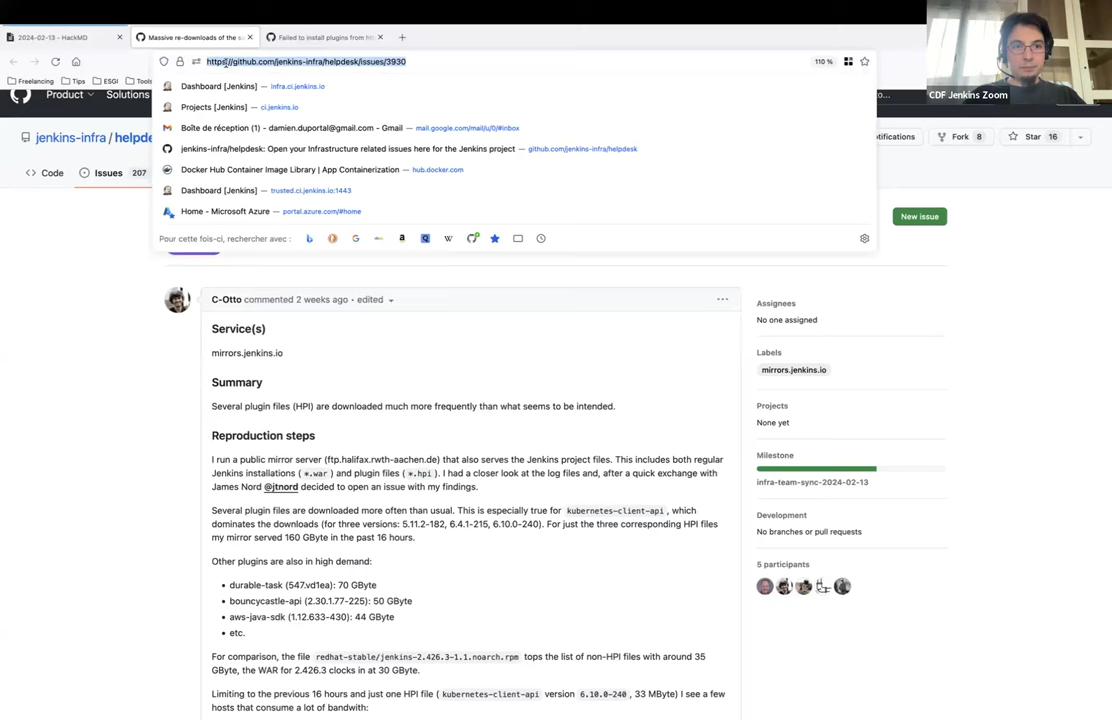 2024-02-13 - HackMD
Massive re-downloads of the sa
Failed to install plugins from ht
https://github.com/jenkins-infra/helpdesk/issues/3930
110 %
Freelancing
Tips
ESGI
Dashboard [Jenkins] — infra.ci.jenkins.io
Projects [Jenkins] — ci.jenkins.io
Boîte de réception (1) - damien.duportal@gmail.com - Gmail — mail.google.com/mail/u/0/#inbox
jenkins-infra/helpdesk: Open your Infrastructure related issues here for the Jenkins project — github.com/jenkins-infra/helpdesk
Docker Hub Container Image Library | App Containerization — hub.docker.com
Dashboard [Jenkins] — trusted.ci.jenkins.io:1443
Home - Microsoft Azure — portal.azure.com/#home
Pour cette fois-ci, rechercher avec :
CDF Jenkins Zoom
Product
Solutions
jenkins-infra / helpde
otifications
Fork 8
Star 16
Code
Issues 207
New issue
C-Otto commented 2 weeks ago • edited
Service(s)
mirrors.jenkins.io
Summary
Several plugin files (HPI) are downloaded much more frequently than what seems to be intended.
Reproduction steps
I run a public mirror server (ftp.halifax.rwth-aachen.de) that also serves the Jenkins project files. This includes both regular
Jenkins installations ( *.war ) and plugin files ( *.hpi ). I had a closer look at the log files and, after a quick exchange with
James Nord @jtnord decided to open an issue with my findings.
Several plugin files are downloaded more often than usual. This is especially true for kubernetes-client-api , which
dominates the downloads (for three versions: 5.11.2-182, 6.4.1-215, 6.10.0-240). For just the three corresponding HPI files
my mirror served 160 GByte in the past 16 hours.
Other plugins are also in high demand:
• durable-task (547.vd1ea): 70 GByte
• bouncycastle-api (2.30.1.77-225): 50 GByte
• aws-java-sdk (1.12.633-430): 44 GByte
• etc.
For comparison, the file redhat-stable/jenkins-2.426.3-1.1.noarch.rpm tops the list of non-HPI files with around 35
GByte, the WAR for 2.426.3 clocks in at 30 GByte.
Limiting to the previous 16 hours and just one HPI file ( kubernetes-client-api version 6.10.0-240 , 33 MByte) I see a few
hosts that consume a lot of bandwith:
Assignees
No one assigned
Labels
mirrors.jenkins.io
Projects
None yet
Milestone
infra-team-sync-2024-02-13
Development
No branches or pull requests
5 participants